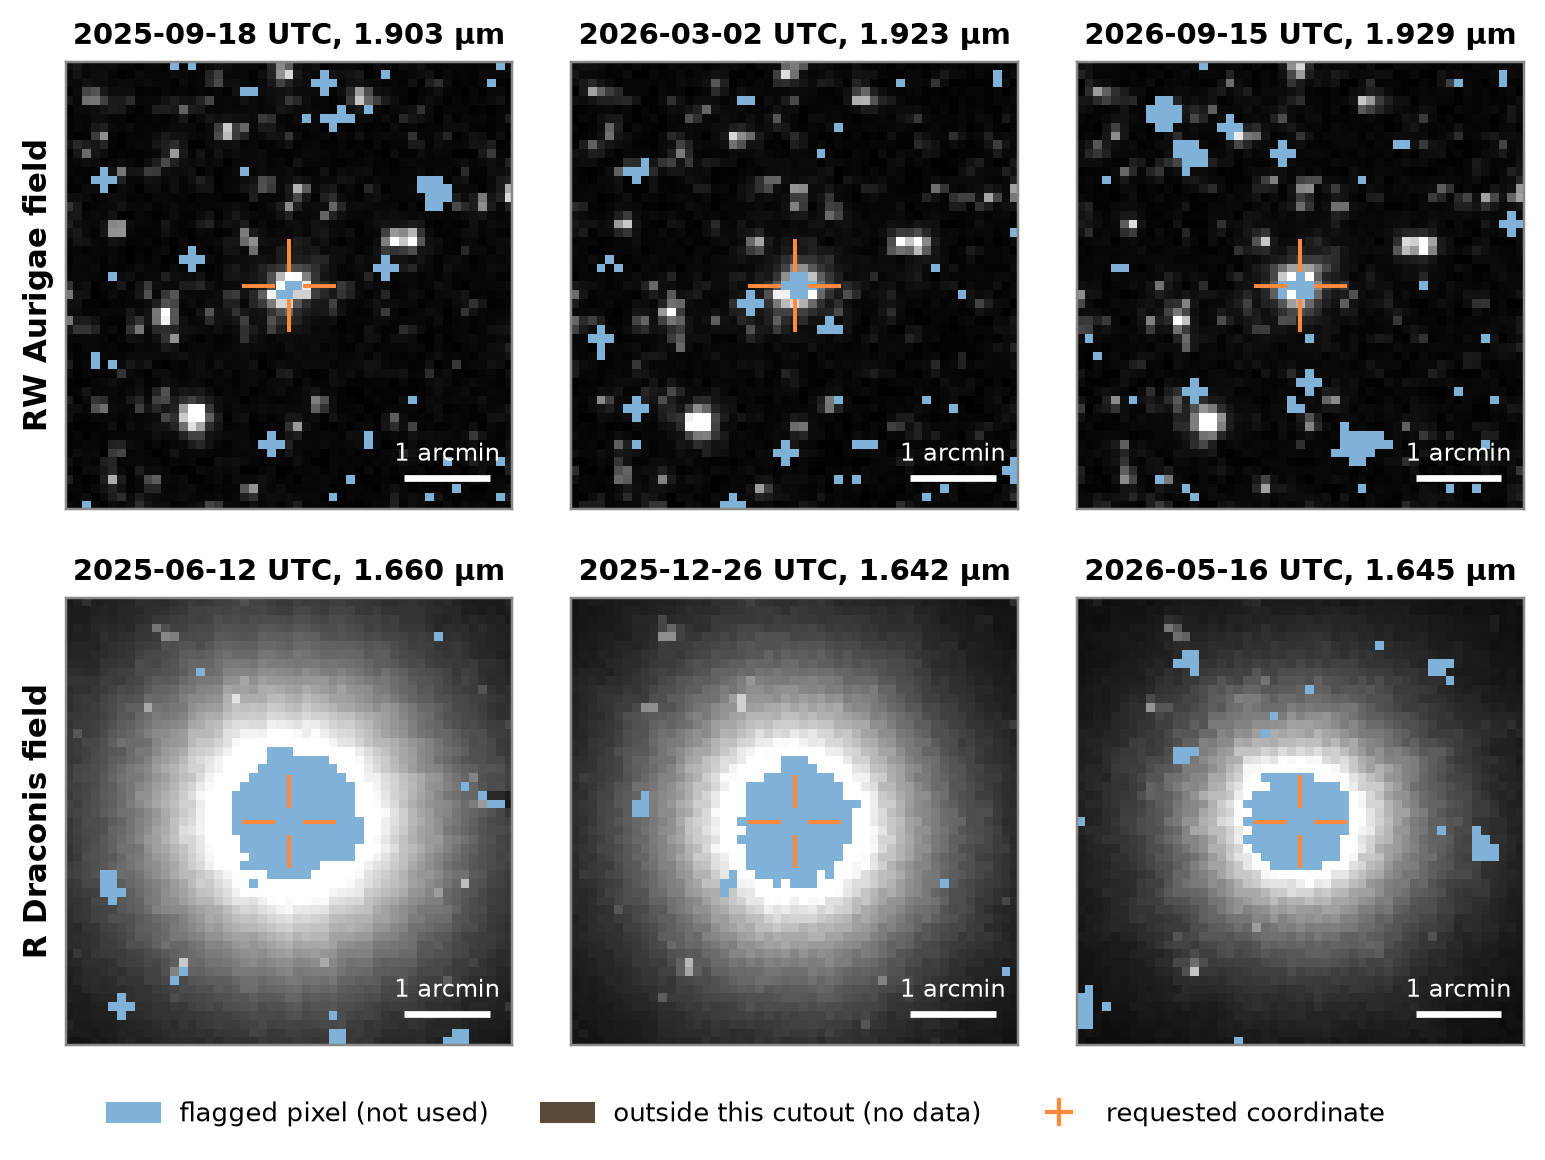 2025-09-18 UTC, 1.903 µm
2026-03-02 UTC, 1.923 µm
2026-09-15 UTC, 1.929 µm
RW Aurigae field
1 arcmin
1 arcmin
1 arcmin
2025-06-12 UTC, 1.660 µm
2025-12-26 UTC, 1.642 µm
2026-05-16 UTC, 1.645 µm
R Draconis field
1 arcmin
1 arcmin
1 arcmin
flagged pixel (not used)
outside this cutout (no data)
requested coordinate